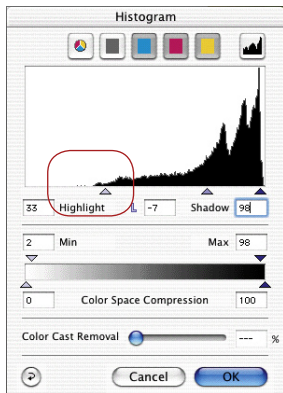 Histogram
33 Highlight L -7 Shadow 98
2 Min Max 98
0 Color Space Compression 100
Color Cast Removal --- %
Cancel OK